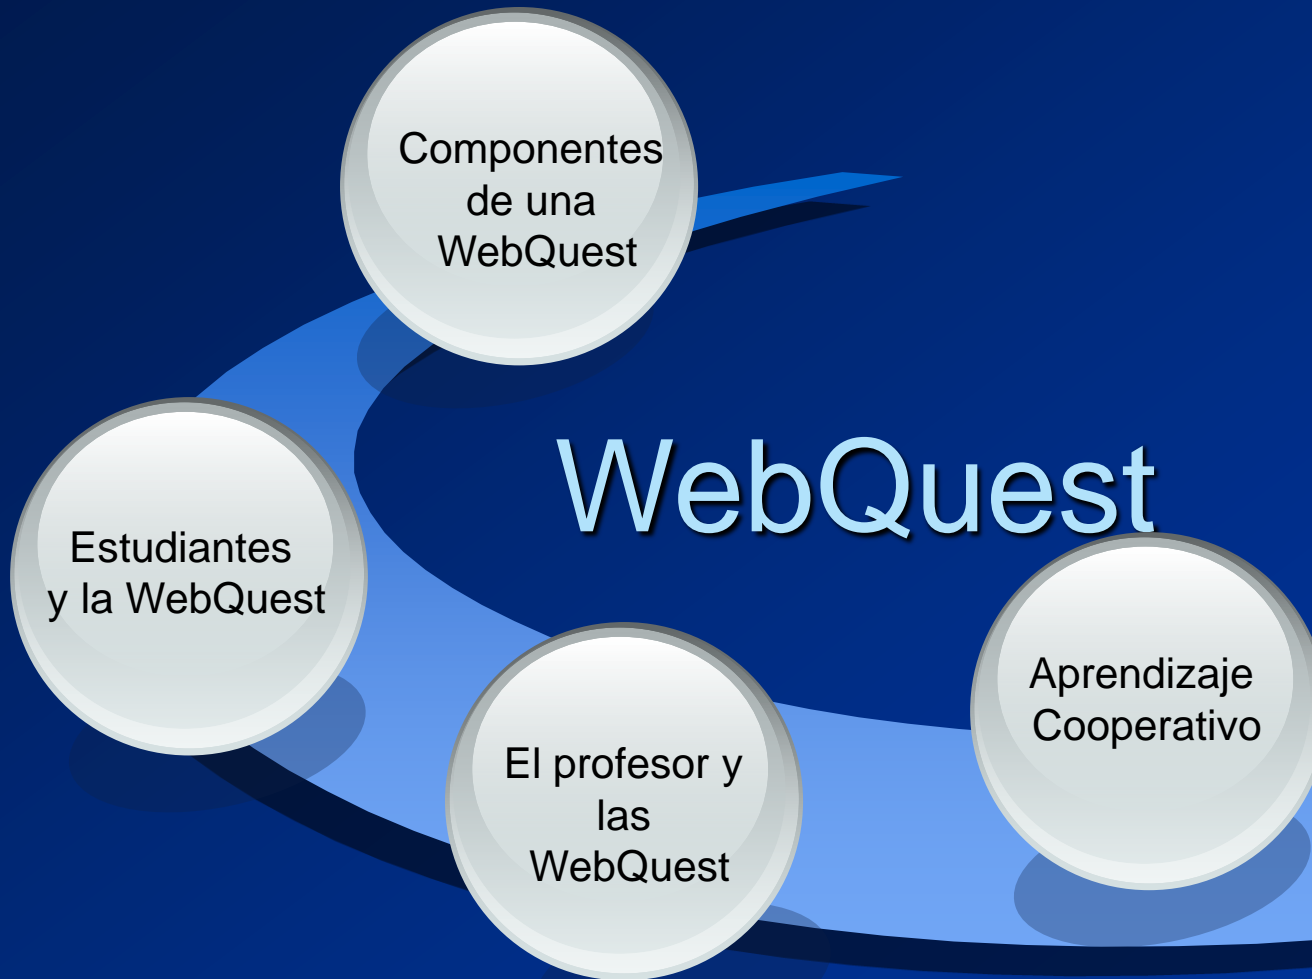 Componentes
de una
WebQuest
WebQuest
Estudiantes
y la WebQuest
El profesor y
las
WebQuest
Aprendizaje
Cooperativo